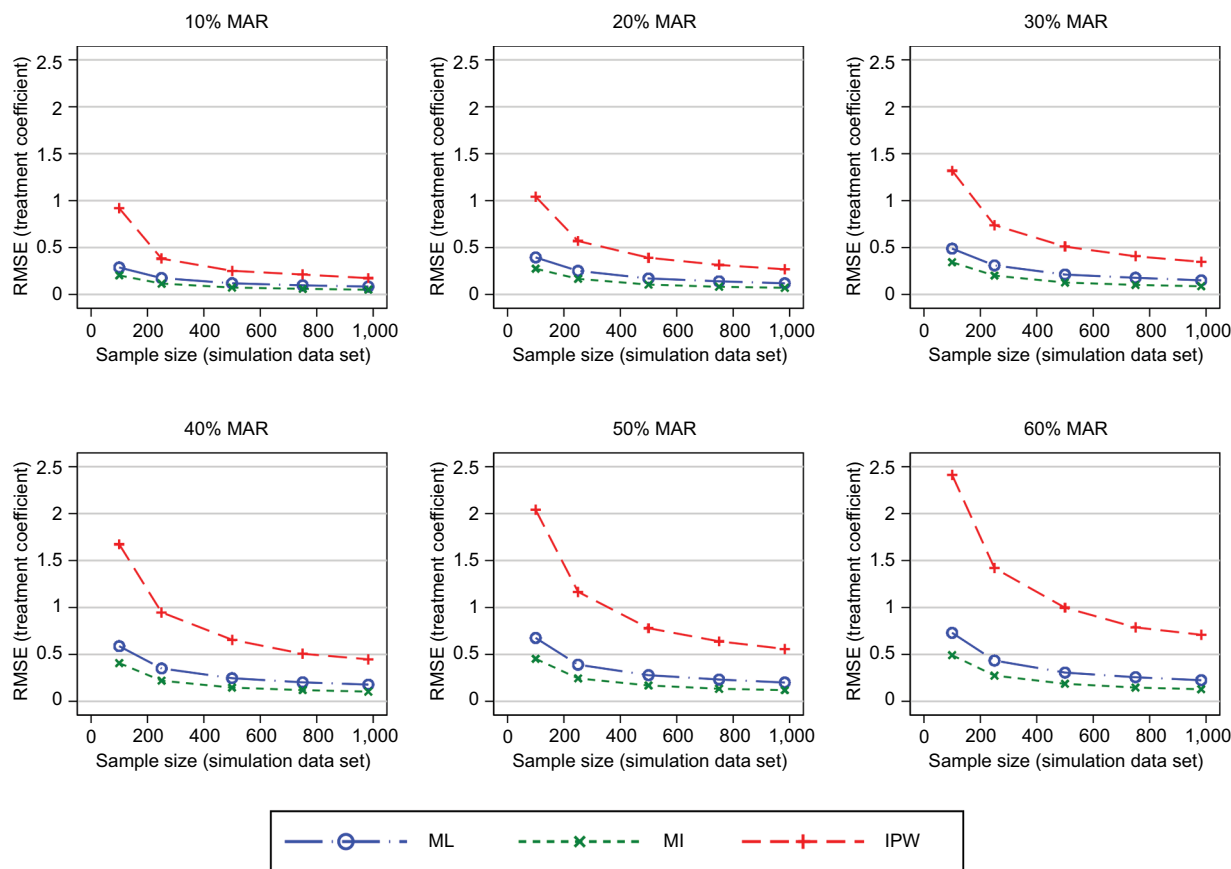 10% MAR
20% MAR
30% MAR
RMSE (treatment coefficient)
2.5
2
1.5
1
0.5
0
0 200 400 600 800 1,000
Sample size (simulation data set)
RMSE (treatment coefficient)
2.5
2
1.5
1
0.5
0
0 200 400 600 800 1,000
Sample size (simulation data set)
RMSE (treatment coefficient)
2.5
2
1.5
1
0.5
0
0 200 400 600 800 1,000
Sample size (simulation data set)
40% MAR
50% MAR
60% MAR
RMSE (treatment coefficient)
2.5
2
1.5
1
0.5
0
0 200 400 600 800 1,000
Sample size (simulation data set)
RMSE (treatment coefficient)
2.5
2
1.5
1
0.5
0
0 200 400 600 800 1,000
Sample size (simulation data set)
RMSE (treatment coefficient)
2.5
2
1.5
1
0.5
0
0 200 400 600 800 1,000
Sample size (simulation data set)
ML MI IPW